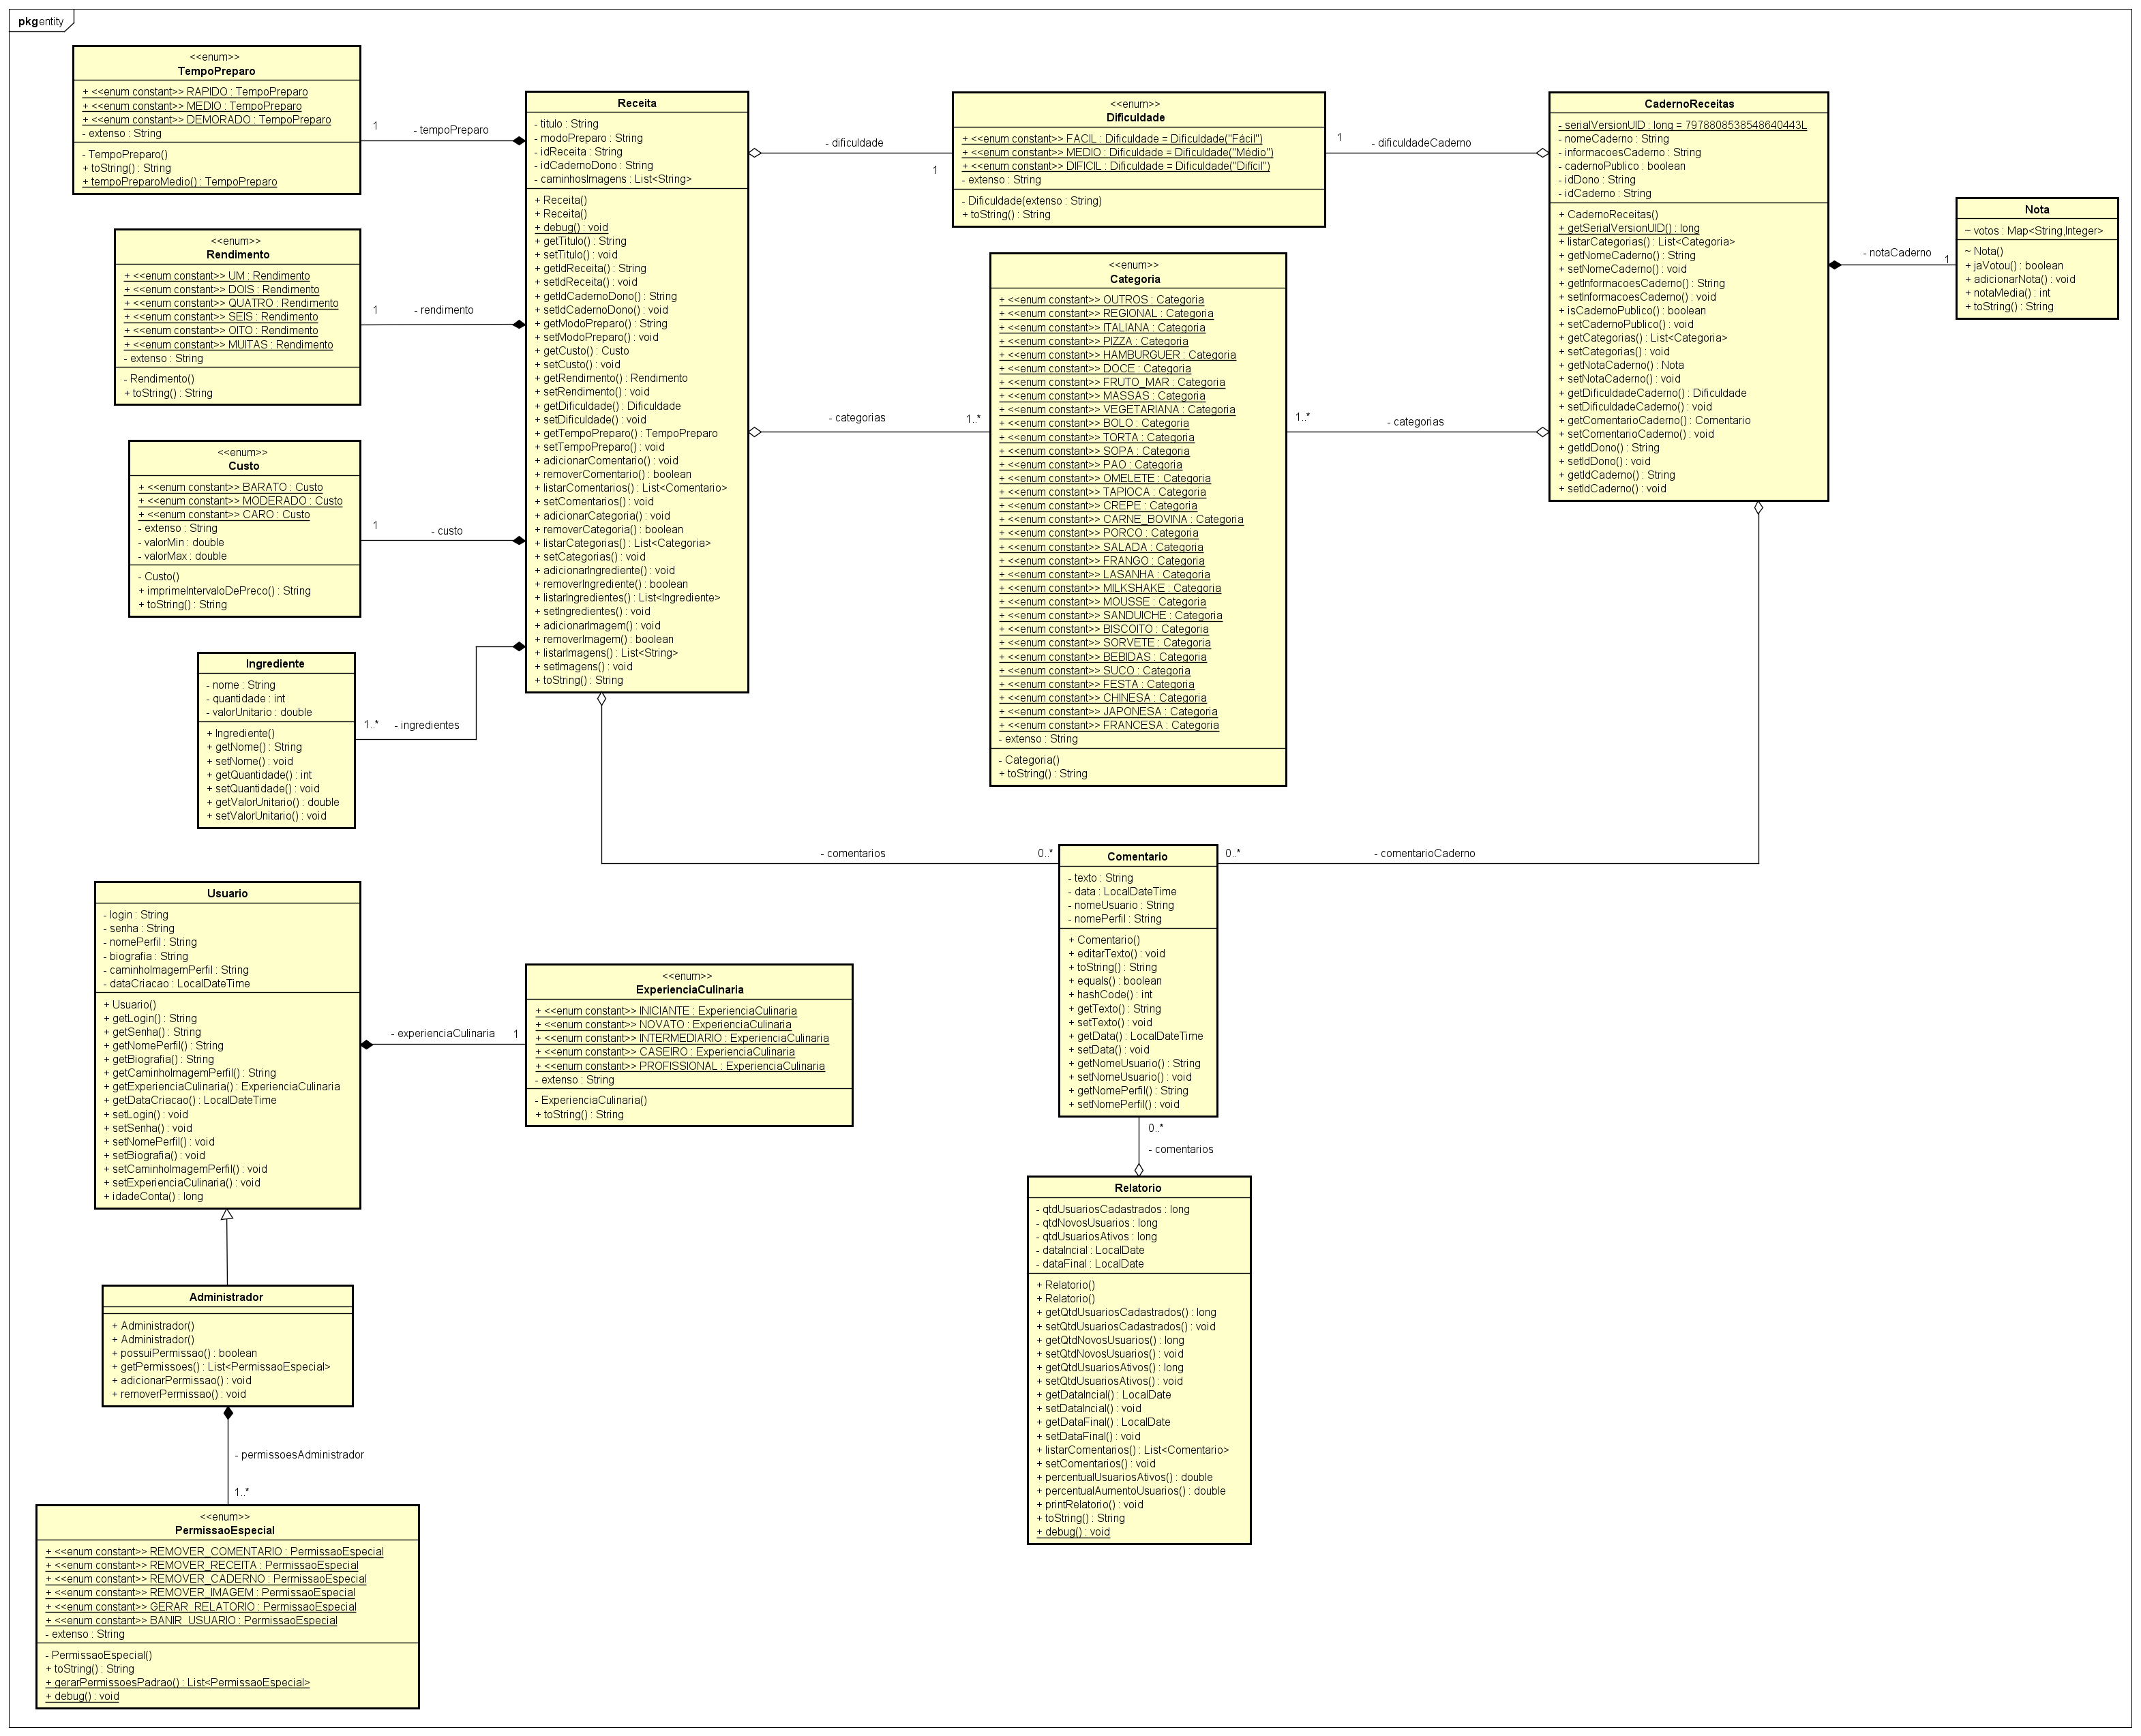 pkg entity
<<enum>>
TempoPreparo
+ <<enum constant>> RAPIDO : TempoPreparo
+ <<enum constant>> MEDIO : TempoPreparo
+ <<enum constant>> DEMORADO : TempoPreparo
- extenso : String
- TempoPreparo()
+ toString() : String
+ tempoPreparoMedio() : TempoPreparo
1
- tempoPreparo
<<enum>>
Rendimento
+ <<enum constant>> UM : Rendimento
+ <<enum constant>> DOIS : Rendimento
+ <<enum constant>> QUATRO : Rendimento
+ <<enum constant>> SEIS : Rendimento
+ <<enum constant>> OITO : Rendimento
+ <<enum constant>> MUITAS : Rendimento
- extenso : String
- Rendimento()
+ toString() : String
1
- rendimento
<<enum>>
Custo
+ <<enum constant>> BARATO : Custo
+ <<enum constant>> MODERADO : Custo
+ <<enum constant>> CARO : Custo
- extenso : String
- valorMin : double
- valorMax : double
- Custo()
+ imprimeIntervaloDePreco() : String
+ toString() : String
1
- custo
Ingrediente
- nome : String
- quantidade : int
- valorUnitario : double
+ Ingrediente()
+ getNome() : String
+ setNome() : void
+ getQuantidade() : int
+ setQuantidade() : void
+ getValorUnitario() : double
+ setValorUnitario() : void
1..*
- ingredientes
Receita
- titulo : String
- modoPreparo : String
- idReceita : String
- idCadernoDono : String
- caminhosImagens : List<String>
+ Receita()
+ Receita()
+ debug() : void
+ getTitulo() : String
+ setTitulo() : void
+ getIdReceita() : String
+ setIdReceita() : void
+ getIdCadernoDono() : String
+ setIdCadernoDono() : void
+ getModoPreparo() : String
+ setModoPreparo() : void
+ getCusto() : Custo
+ setCusto() : void
+ getRendimento() : Rendimento
+ setRendimento() : void
+ getDificuldade() : Dificuldade
+ setDificuldade() : void
+ getTempoPreparo() : TempoPreparo
+ setTempoPreparo() : void
+ adicionarComentario() : void
+ removerComentario() : boolean
+ listarComentarios() : List<Comentario>
+ setComentarios() : void
+ adicionarCategoria() : void
+ removerCategoria() : boolean
+ listarCategorias() : List<Categoria>
+ setCategorias() : void
+ adicionarIngrediente() : void
+ removerIngrediente() : boolean
+ listarIngredientes() : List<Ingrediente>
+ setIngredientes() : void
+ adicionarImagem() : void
+ removerImagem() : boolean
+ listarImagens() : List<String>
+ setImagens() : void
+ toString() : String
- dificuldade
1
<<enum>>
Dificuldade
+ <<enum constant>> FACIL : Dificuldade = Dificuldade("Fácil")
+ <<enum constant>> MEDIO : Dificuldade = Dificuldade("Médio")
+ <<enum constant>> DIFICIL : Dificuldade = Dificuldade("Difícil")
- extenso : String
- Dificuldade(extenso : String)
+ toString() : String
1
- dificuldadeCaderno
- categorias
1..*
<<enum>>
Categoria
+ <<enum constant>> OUTROS : Categoria
+ <<enum constant>> REGIONAL : Categoria
+ <<enum constant>> ITALIANA : Categoria
+ <<enum constant>> PIZZA : Categoria
+ <<enum constant>> HAMBURGUER : Categoria
+ <<enum constant>> DOCE : Categoria
+ <<enum constant>> FRUTO_MAR : Categoria
+ <<enum constant>> MASSAS : Categoria
+ <<enum constant>> VEGETARIANA : Categoria
+ <<enum constant>> BOLO : Categoria
+ <<enum constant>> TORTA : Categoria
+ <<enum constant>> SOPA : Categoria
+ <<enum constant>> PAO : Categoria
+ <<enum constant>> OMELETE : Categoria
+ <<enum constant>> TAPIOCA : Categoria
+ <<enum constant>> CREPE : Categoria
+ <<enum constant>> CARNE_BOVINA : Categoria
+ <<enum constant>> PORCO : Categoria
+ <<enum constant>> SALADA : Categoria
+ <<enum constant>> FRANGO : Categoria
+ <<enum constant>> LASANHA : Categoria
+ <<enum constant>> MILKSHAKE : Categoria
+ <<enum constant>> MOUSSE : Categoria
+ <<enum constant>> SANDUICHE : Categoria
+ <<enum constant>> BISCOITO : Categoria
+ <<enum constant>> SORVETE : Categoria
+ <<enum constant>> BEBIDAS : Categoria
+ <<enum constant>> SUCO : Categoria
+ <<enum constant>> FESTA : Categoria
+ <<enum constant>> CHINESA : Categoria
+ <<enum constant>> JAPONESA : Categoria
+ <<enum constant>> FRANCESA : Categoria
- extenso : String
- Categoria()
+ toString() : String
1..*
- categorias
CadernoReceitas
- serialVersionUID : long = 7978808538548640443L
- nomeCaderno : String
- informacoesCaderno : String
- cadernoPublico : boolean
- idDono : String
- idCaderno : String
+ CadernoReceitas()
+ getSerialVersionUID() : long
+ listarCategorias() : List<Categoria>
+ getNomeCaderno() : String
+ setNomeCaderno() : void
+ getInformacoesCaderno() : String
+ setInformacoesCaderno() : void
+ isCadernoPublico() : boolean
+ setCadernoPublico() : void
+ getCategorias() : List<Categoria>
+ setCategorias() : void
+ getNotaCaderno() : Nota
+ setNotaCaderno() : void
+ getDificuldadeCaderno() : Dificuldade
+ setDificuldadeCaderno() : void
+ getComentarioCaderno() : Comentario
+ setComentarioCaderno() : void
+ getIdDono() : String
+ setIdDono() : void
+ getIdCaderno() : String
+ setIdCaderno() : void
- notaCaderno
1
Nota
~ votos : Map<String,Integer>
~ Nota()
+ jaVotou() : boolean
+ adicionarNota() : void
+ notaMedia() : int
+ toString() : String
- comentarios
0..*
Comentario
- texto : String
- data : LocalDateTime
- nomeUsuario : String
- nomePerfil : String
+ Comentario()
+ editarTexto() : void
+ toString() : String
+ equals() : boolean
+ hashCode() : int
+ getTexto() : String
+ setTexto() : void
+ getData() : LocalDateTime
+ setData() : void
+ getNomeUsuario() : String
+ setNomeUsuario() : void
+ getNomePerfil() : String
+ setNomePerfil() : void
0..*
- comentarioCaderno
0..*
- comentarios
Usuario
- login : String
- senha : String
- nomePerfil : String
- biografia : String
- caminhoImagemPerfil : String
- dataCriacao : LocalDateTime
+ Usuario()
+ getLogin() : String
+ getSenha() : String
+ getNomePerfil() : String
+ getBiografia() : String
+ getCaminhoImagemPerfil() : String
+ getExperienciaCulinaria() : ExperienciaCulinaria
+ getDataCriacao() : LocalDateTime
+ setLogin() : void
+ setSenha() : void
+ setNomePerfil() : void
+ setBiografia() : void
+ setCaminhoImagemPerfil() : void
+ setExperienciaCulinaria() : void
+ idadeConta() : long
- experienciaCulinaria
1
<<enum>>
ExperienciaCulinaria
+ <<enum constant>> INICIANTE : ExperienciaCulinaria
+ <<enum constant>> NOVATO : ExperienciaCulinaria
+ <<enum constant>> INTERMEDIARIO : ExperienciaCulinaria
+ <<enum constant>> CASEIRO : ExperienciaCulinaria
+ <<enum constant>> PROFISSIONAL : ExperienciaCulinaria
- extenso : String
- ExperienciaCulinaria()
+ toString() : String
Relatorio
- qtdUsuariosCadastrados : long
- qtdNovosUsuarios : long
- qtdUsuariosAtivos : long
- dataIncial : LocalDate
- dataFinal : LocalDate
+ Relatorio()
+ Relatorio()
+ getQtdUsuariosCadastrados() : long
+ setQtdUsuariosCadastrados() : void
+ getQtdNovosUsuarios() : long
+ setQtdNovosUsuarios() : void
+ getQtdUsuariosAtivos() : long
+ setQtdUsuariosAtivos() : void
+ getDataIncial() : LocalDate
+ setDataIncial() : void
+ getDataFinal() : LocalDate
+ setDataFinal() : void
+ listarComentarios() : List<Comentario>
+ setComentarios() : void
+ percentualUsuariosAtivos() : double
+ percentualAumentoUsuarios() : double
+ printRelatorio() : void
+ toString() : String
+ debug() : void
Administrador
+ Administrador()
+ Administrador()
+ possuiPermissao() : boolean
+ getPermissoes() : List<PermissaoEspecial>
+ adicionarPermissao() : void
+ removerPermissao() : void
- permissoesAdministrador
1..*
<<enum>>
PermissaoEspecial
+ <<enum constant>> REMOVER_COMENTARIO : PermissaoEspecial
+ <<enum constant>> REMOVER_RECEITA : PermissaoEspecial
+ <<enum constant>> REMOVER_CADERNO : PermissaoEspecial
+ <<enum constant>> REMOVER_IMAGEM : PermissaoEspecial
+ <<enum constant>> GERAR_RELATORIO : PermissaoEspecial
+ <<enum constant>> BANIR_USUARIO : PermissaoEspecial
- extenso : String
- PermissaoEspecial()
+ toString() : String
+ gerarPermissoesPadrao() : List<PermissaoEspecial>
+ debug() : void